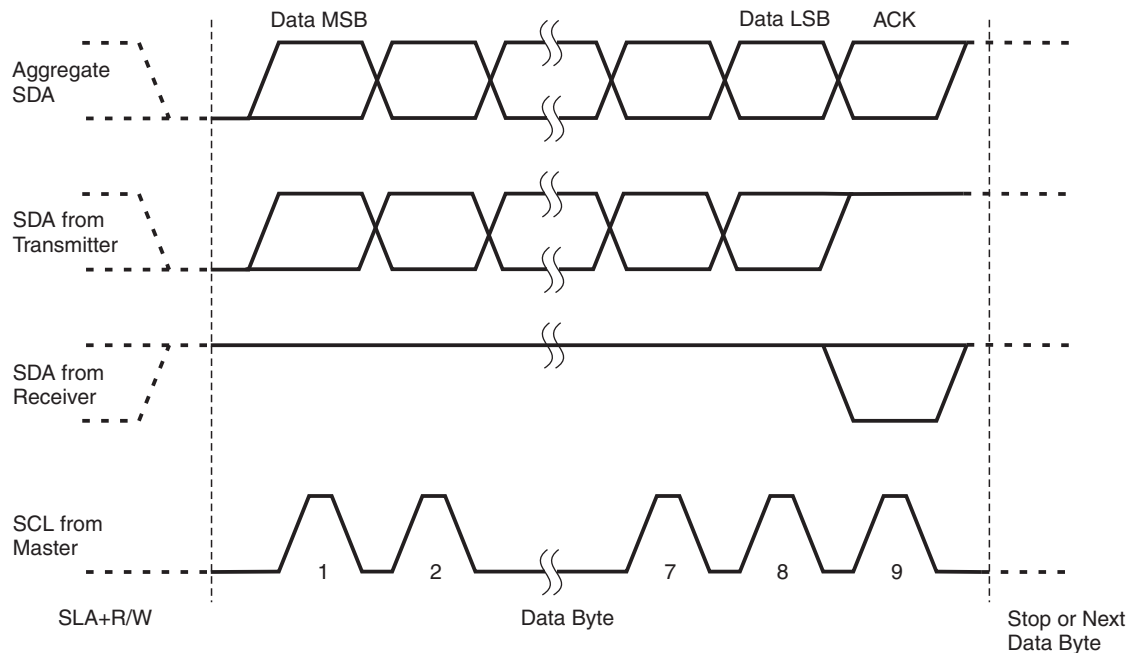 Data MSB
Data LSB
ACK
Aggregate
SDA
SDA from
Transmitter
SDA from
Receiver
SCL from
Master
1
2
7
8
9
SLA+R/W
Data Byte
Stop or Next
Data Byte